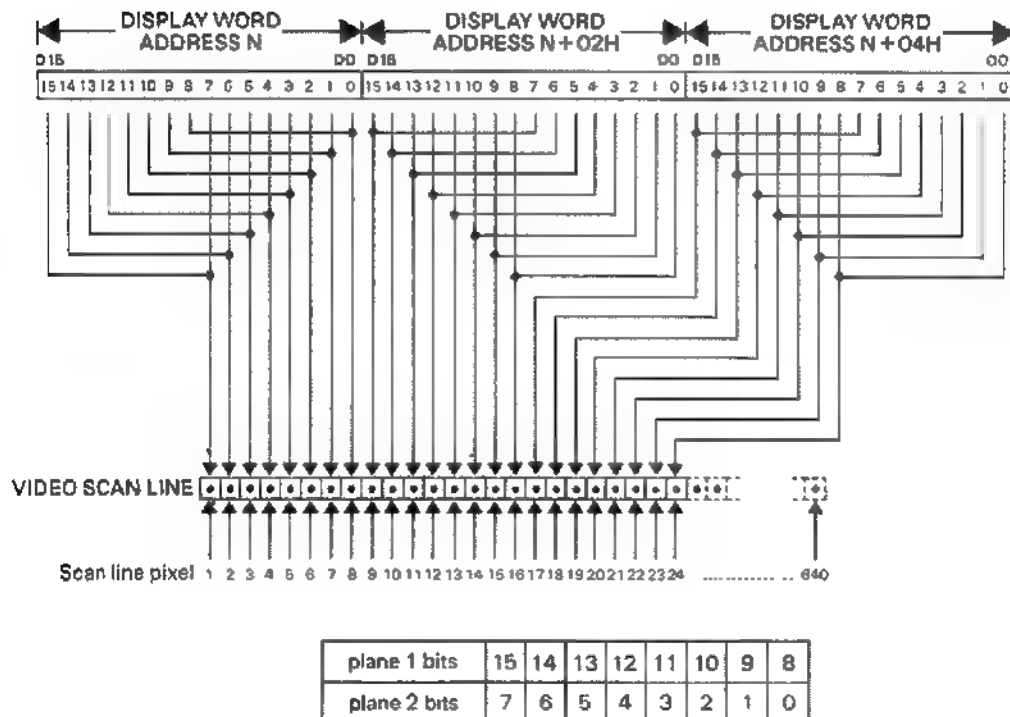 DISPLAY WORD ADDRESS N
DISPLAY WORD ADDRESS N + 02H
DISPLAY WORD ADDRESS N + 04H
D15 D0 D15 D0 D15 D0
15 14 13 12 11 10 9 8 7 6 5 4 3 2 1 0 15 14 13 12 11 10 9 8 7 6 5 4 3 2 1 0 15 14 13 12 11 10 9 8 7 6 5 4 3 2 1 0
VIDEO SCAN LINE
Scan line pixel 1 2 3 4 5 6 7 8 9 10 11 12 13 14 15 16 17 18 19 20 21 22 23 24 .............. 640
plane 1 bits 15 14 13 12 11 10 9 8
plane 2 bits 7 6 5 4 3 2 1 0